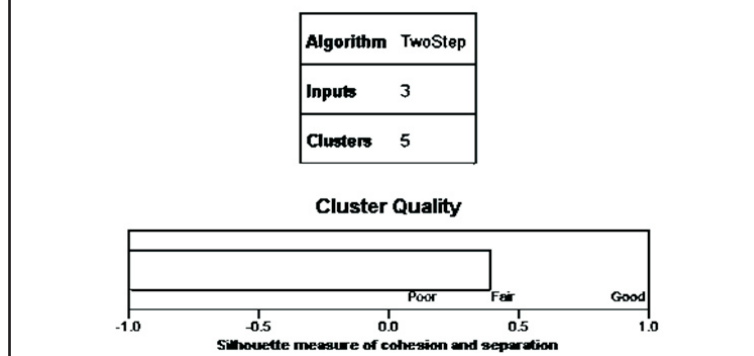 Algorithm TwoStep
Inputs 3
Clusters 5
Cluster Quality
Poor Fair Good
-1.0 -0.5 0.0 0.5 1.0
Silhouette measure of cohesion and separation